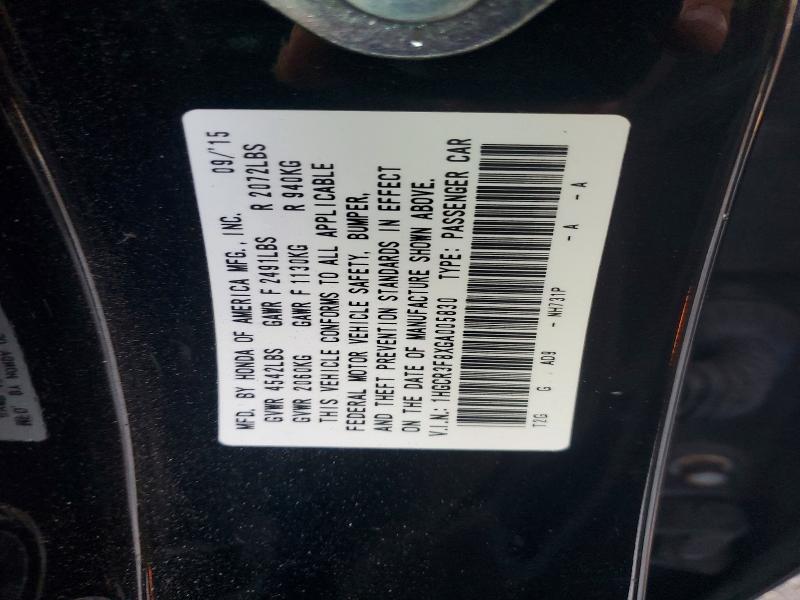 MFD. BY HONDA OF AMERICA MFG., INC. 09/'15
GVWR 4542LBS GAWR F 2491LBS R 2072LBS
GVWR 2060KG GAWR F 1130KG R 940KG
THIS VEHICLE CONFORMS TO ALL APPLICABLE
FEDERAL MOTOR VEHICLE SAFETY, BUMPER,
AND THEFT PREVENTION STANDARDS IN EFFECT
ON THE DATE OF MANUFACTURE SHOWN ABOVE.
V.I.N.: 1HGCR3F8XGA005830 TYPE: PASSENGER CAR
T2G G . AD9 - NH731P - A - A